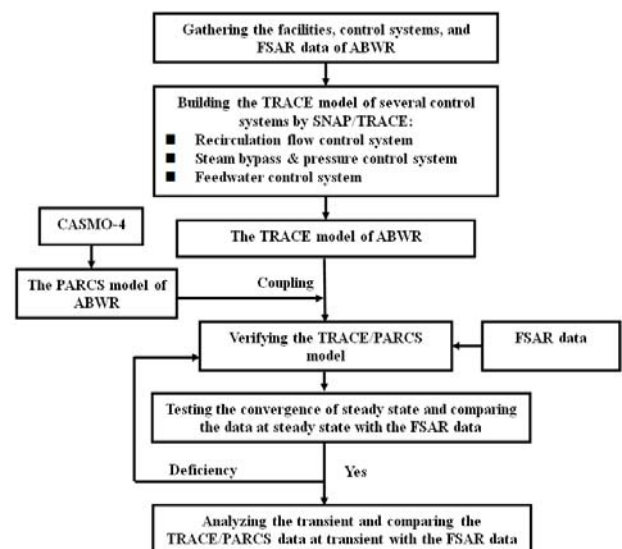 Gathering the facilities, control systems, and
FSAR data of ABWR
Building the TRACE model of several control
systems by SNAP/TRACE:
■ Recirculation flow control system
■ Steam bypass & pressure control system
■ Feedwater control system
CASMO-4
The TRACE model of ABWR
The PARCS model of
ABWR
Coupling
Verifying the TRACE/PARCS
model
FSAR data
Testing the convergence of steady state and comparing
the data at steady state with the FSAR data
Deficiency
Yes
Analyzing the transient and comparing the
TRACE/PARCS data at transient with the FSAR data